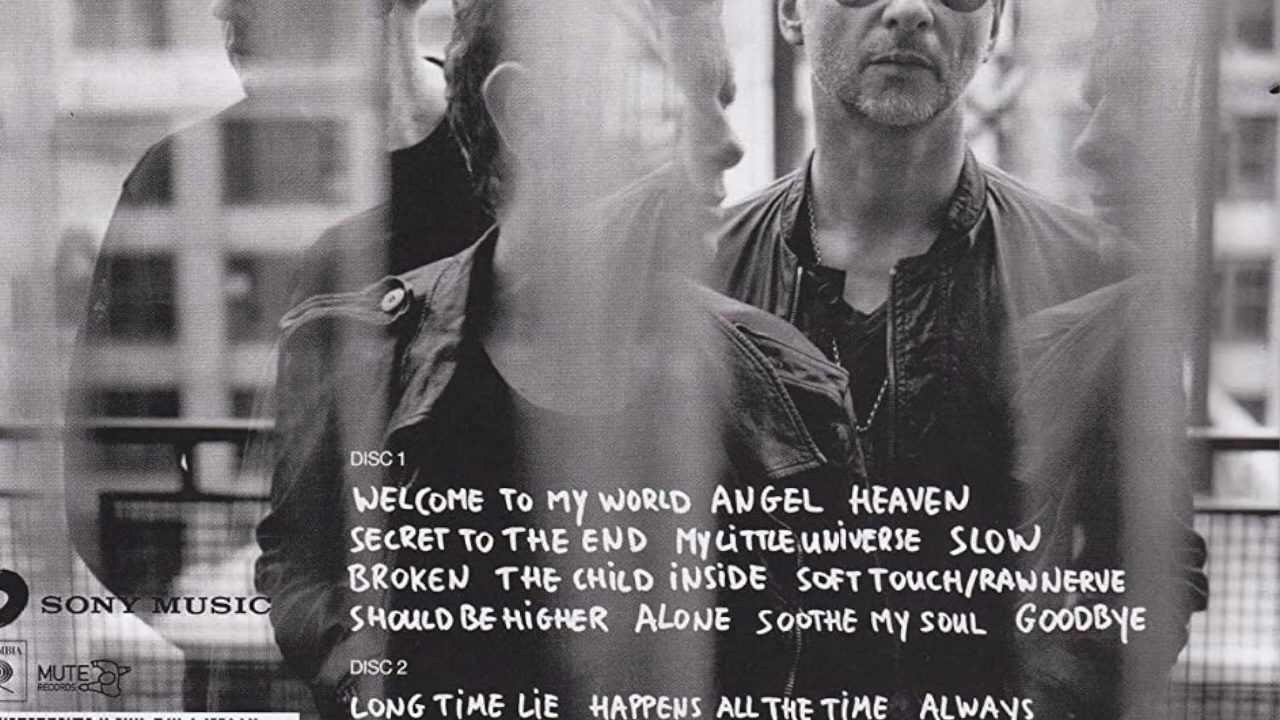 DISC 1
WELCOME TO MY WORLD ANGEL HEAVEN
SECRET TO THE END MY LITTLE UNIVERSE SLOW
BROKEN THE CHILD INSIDE SOFT TOUCH/RAW NERVE
SHOULD BE HIGHER ALONE SOOTHE MY SOUL GOODBYE
SONY MUSIC
DISC 2
MUTE
RECORDS
LONG TIME LIE HAPPENS ALL THE TIME ALWAYS